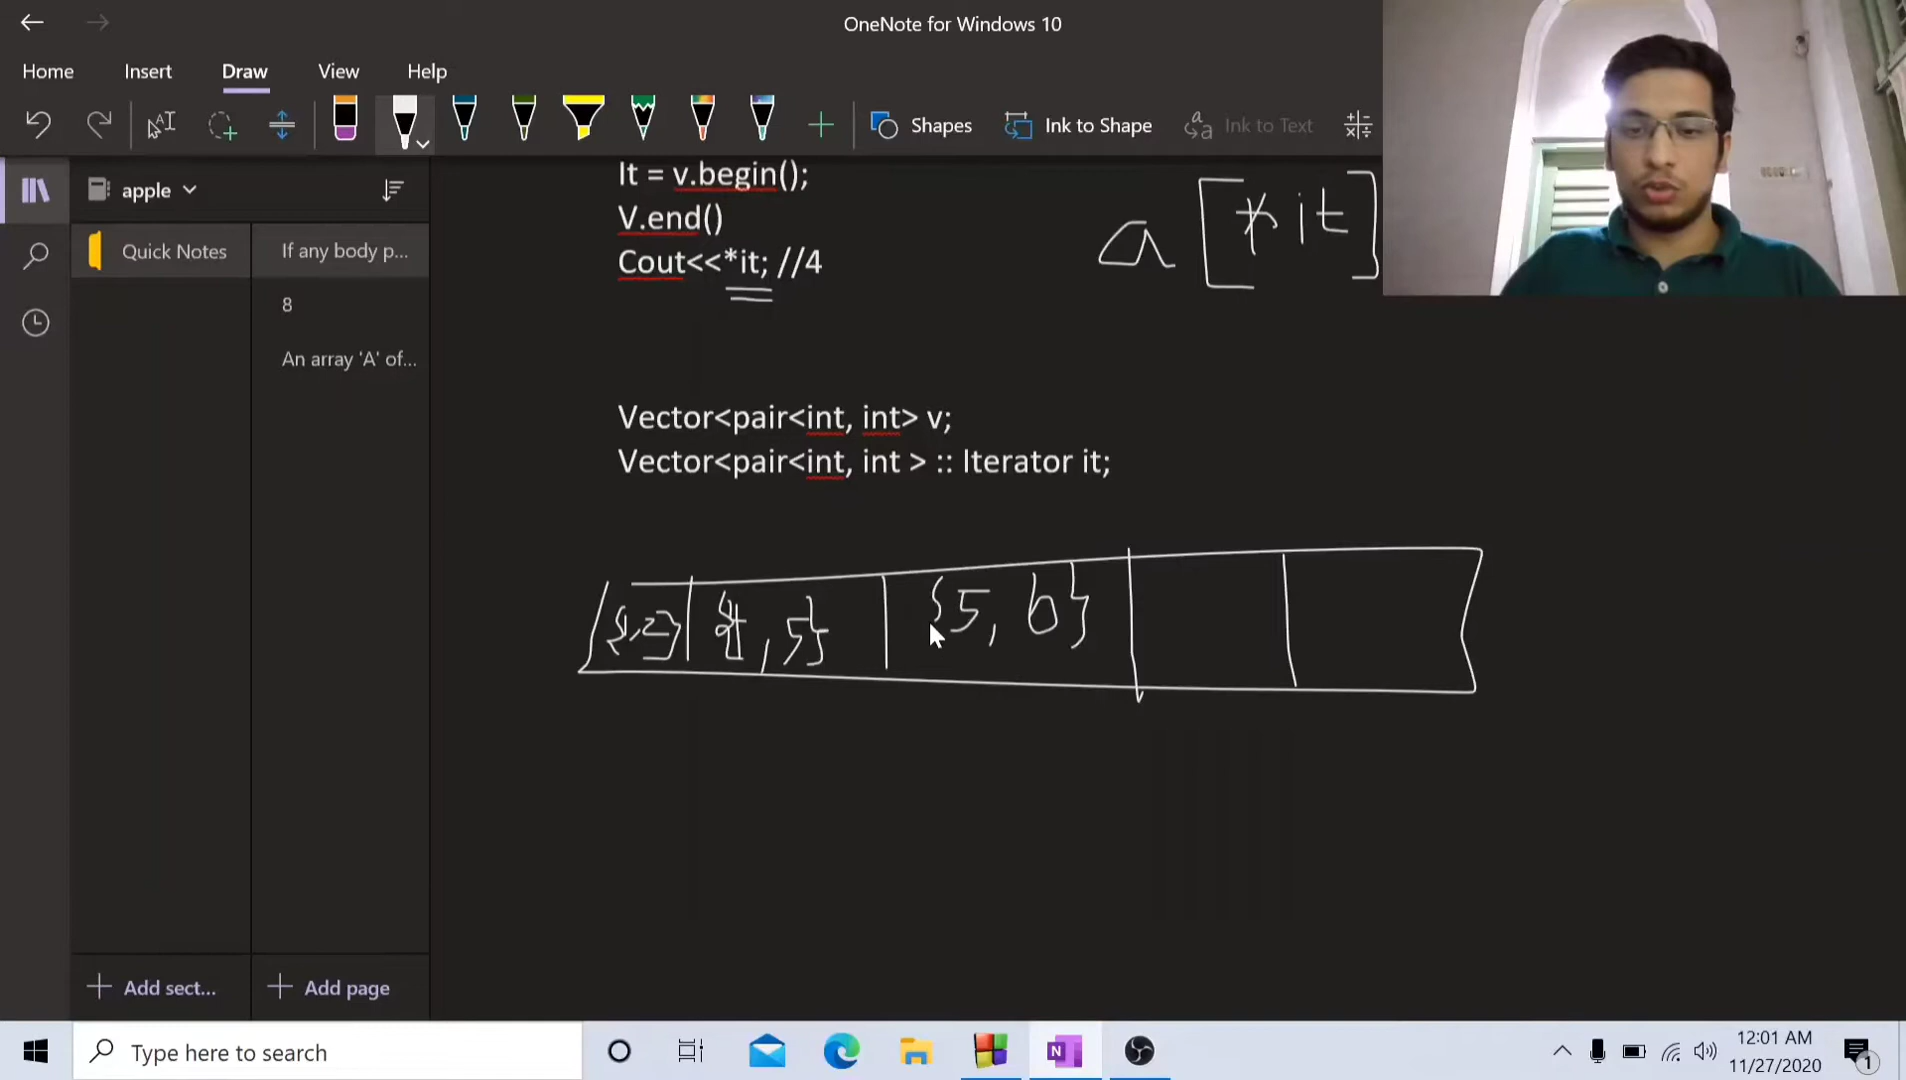 OneNote for Windows 10
Home Insert Draw View Help
Shapes Ink to Shape Ink to Text
apple
Quick Notes
If any body p...
8
An array 'A' of...
It = v.begin();
V.end()
Cout<<*it; //4
a [*it]
Vector<pair<int, int> v;
Vector<pair<int, int > :: Iterator it;
{1,2} {4,5} {5, 6}
Add sect... Add page
Type here to search
12:01 AM
11/27/2020
1